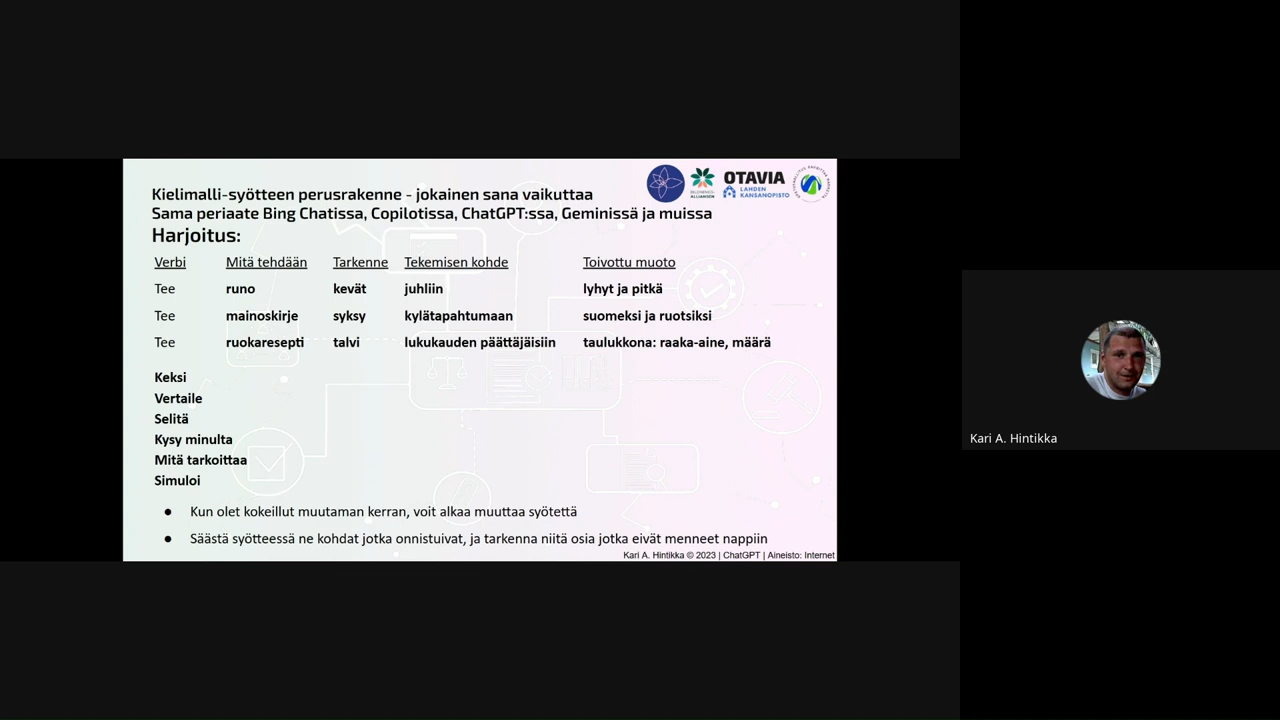 Kielimalli-syötteen perusrakenne - jokainen sana vaikuttaa
Sama periaate Bing Chatissa, Copilotissa, ChatGPT:ssa, Geminissä ja muissa
Harjoitus:
OTAVIA
LAHDEN
KANSANOPISTO
Verbi Mitä tehdään Tarkenne Tekemisen kohde Toivottu muoto
Tee runo kevät juhliin lyhyt ja pitkä
Tee mainoskirje syksy kylätapahtumaan suomeksi ja ruotsiksi
Tee ruokaresepti talvi lukukauden päättäjäisiin taulukkona: raaka-aine, määrä
Keksi
Vertaile
Selitä
Kysy minulta
Mitä tarkoittaa
Simuloi
● Kun olet kokeillut muutaman kerran, voit alkaa muuttaa syötettä
● Säästä syötteessä ne kohdat jotka onnistuivat, ja tarkenna niitä osia jotka eivät menneet nappiin
Kari A. Hintikka © 2023 | ChatGPT | Aineisto: Internet
Kari A. Hintikka